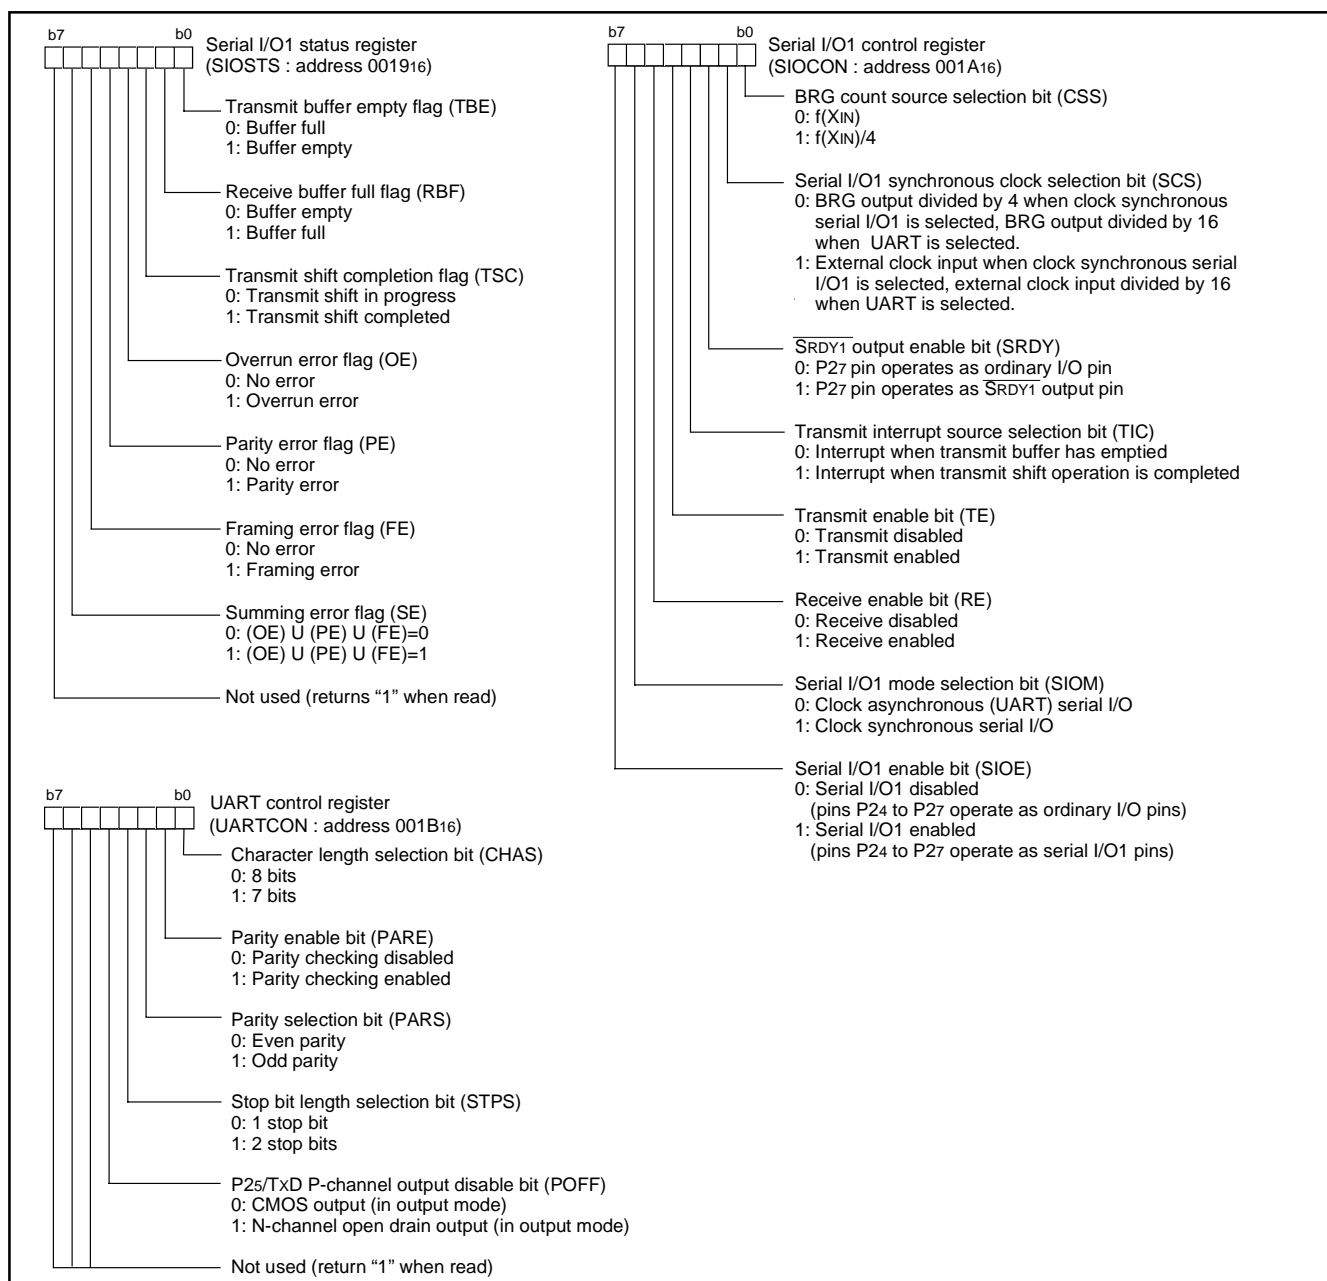 b7 b0
Serial I/O1 status register
(SIOSTS : address 001916)
Transmit buffer empty flag (TBE)
0: Buffer full
1: Buffer empty
Receive buffer full flag (RBF)
0: Buffer empty
1: Buffer full
Transmit shift completion flag (TSC)
0: Transmit shift in progress
1: Transmit shift completed
Overrun error flag (OE)
0: No error
1: Overrun error
Parity error flag (PE)
0: No error
1: Parity error
Framing error flag (FE)
0: No error
1: Framing error
Summing error flag (SE)
0: (OE) U (PE) U (FE)=0
1: (OE) U (PE) U (FE)=1
Not used (returns “1” when read)
b7 b0
UART control register
(UARTCON : address 001B16)
Character length selection bit (CHAS)
0: 8 bits
1: 7 bits
Parity enable bit (PARE)
0: Parity checking disabled
1: Parity checking enabled
Parity selection bit (PARS)
0: Even parity
1: Odd parity
Stop bit length selection bit (STPS)
0: 1 stop bit
1: 2 stop bits
P25/TXD P-channel output disable bit (POFF)
0: CMOS output (in output mode)
1: N-channel open drain output (in output mode)
Not used (return “1” when read)
b7 b0
Serial I/O1 control register
(SIOCON : address 001A16)
BRG count source selection bit (CSS)
0: f(XIN)
1: f(XIN)/4
Serial I/O1 synchronous clock selection bit (SCS)
0: BRG output divided by 4 when clock synchronous
serial I/O1 is selected, BRG output divided by 16
when UART is selected.
1: External clock input when clock synchronous serial
I/O1 is selected, external clock input divided by 16
when UART is selected.
SRDY1 output enable bit (SRDY)
0: P27 pin operates as ordinary I/O pin
1: P27 pin operates as SRDY1 output pin
Transmit interrupt source selection bit (TIC)
0: Interrupt when transmit buffer has emptied
1: Interrupt when transmit shift operation is completed
Transmit enable bit (TE)
0: Transmit disabled
1: Transmit enabled
Receive enable bit (RE)
0: Receive disabled
1: Receive enabled
Serial I/O1 mode selection bit (SIOM)
0: Clock asynchronous (UART) serial I/O
1: Clock synchronous serial I/O
Serial I/O1 enable bit (SIOE)
0: Serial I/O1 disabled
(pins P24 to P27 operate as ordinary I/O pins)
1: Serial I/O1 enabled
(pins P24 to P27 operate as serial I/O1 pins)